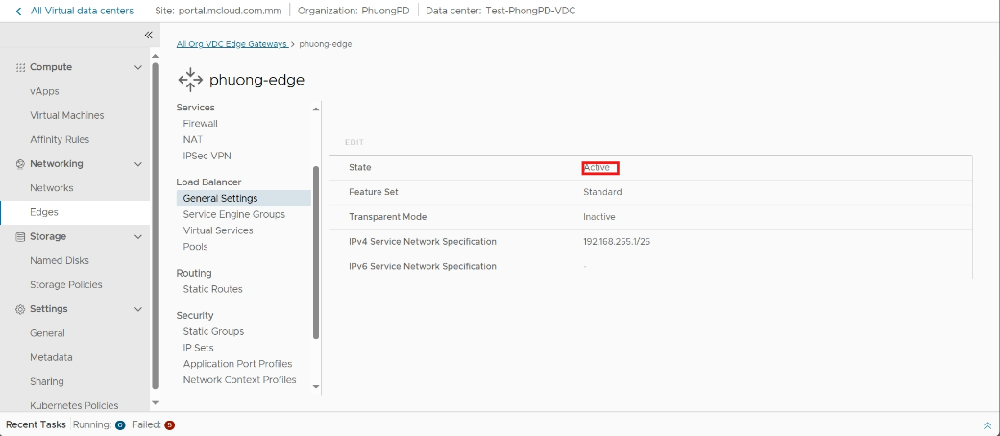 All Virtual data centers Site: portal.mcloud.com.mm Organization: PhuongPD Data center: Test-PhongPD-VDC
Compute
vApps
Virtual Machines
Affinity Rules
Networking
Networks
Edges
Storage
Named Disks
Storage Policies
Settings
General
Metadata
Sharing
Kubernetes Policies
All Org VDC Edge Gateways > phuong-edge
phuong-edge
Services
Firewall
NAT
IPSec VPN
Load Balancer
General Settings
Service Engine Groups
Virtual Services
Pools
Routing
Static Routes
Security
Static Groups
IP Sets
Application Port Profiles
Network Context Profiles
EDIT
State Active
Feature Set Standard
Transparent Mode Inactive
IPv4 Service Network Specification 192.168.255.1/25
IPv6 Service Network Specification -
Recent Tasks Running: 0 Failed: 5